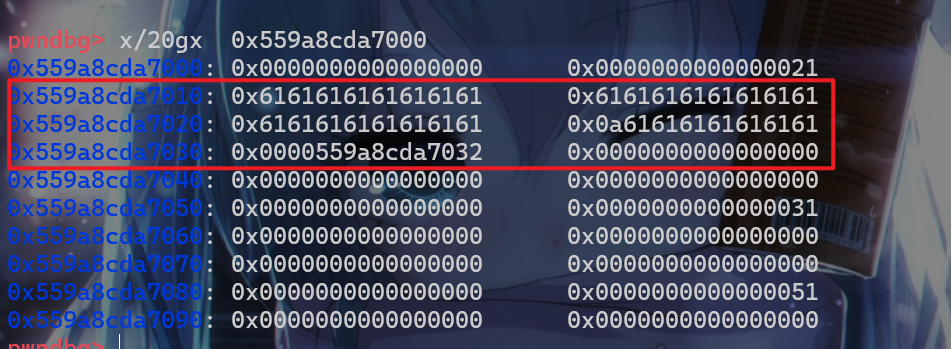 pwndbg> x/20gx 0x559a8cda7000
0x559a8cda7000: 0x0000000000000000 0x0000000000000021
0x559a8cda7010: 0x6161616161616161 0x6161616161616161
0x559a8cda7020: 0x6161616161616161 0x0a61616161616161
0x559a8cda7030: 0x0000559a8cda7032 0x0000000000000000
0x559a8cda7040: 0x0000000000000000 0x0000000000000000
0x559a8cda7050: 0x0000000000000000 0x0000000000000031
0x559a8cda7060: 0x0000000000000000 0x0000000000000000
0x559a8cda7070: 0x0000000000000000 0x0000000000000000
0x559a8cda7080: 0x0000000000000000 0x0000000000000051
0x559a8cda7090: 0x0000000000000000 0x0000000000000000
pwndbg>